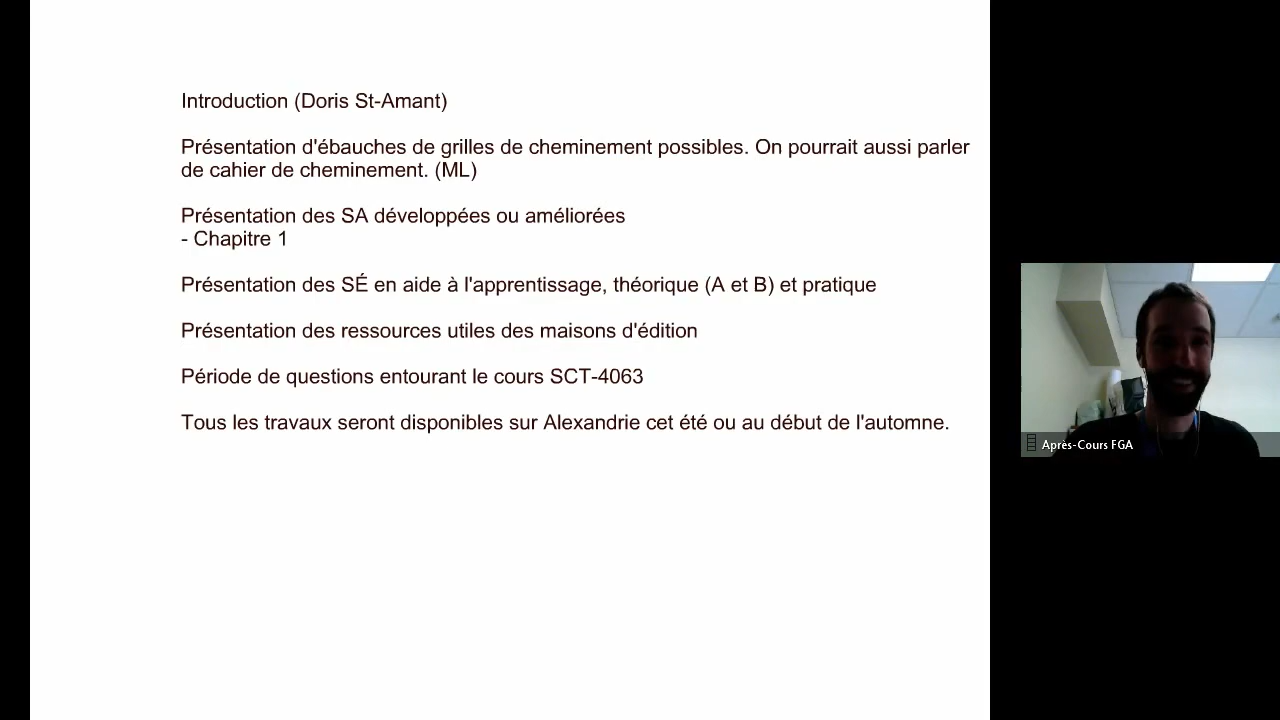 Introduction (Doris St-Amant)
Présentation d'ébauches de grilles de cheminement possibles. On pourrait aussi parler
de cahier de cheminement. (ML)
Présentation des SA développées ou améliorées
- Chapitre 1
Présentation des SÉ en aide à l'apprentissage, théorique (A et B) et pratique
Présentation des ressources utiles des maisons d'édition
Période de questions entourant le cours SCT-4063
Tous les travaux seront disponibles sur Alexandrie cet été ou au début de l'automne.
Après-Cours FGA